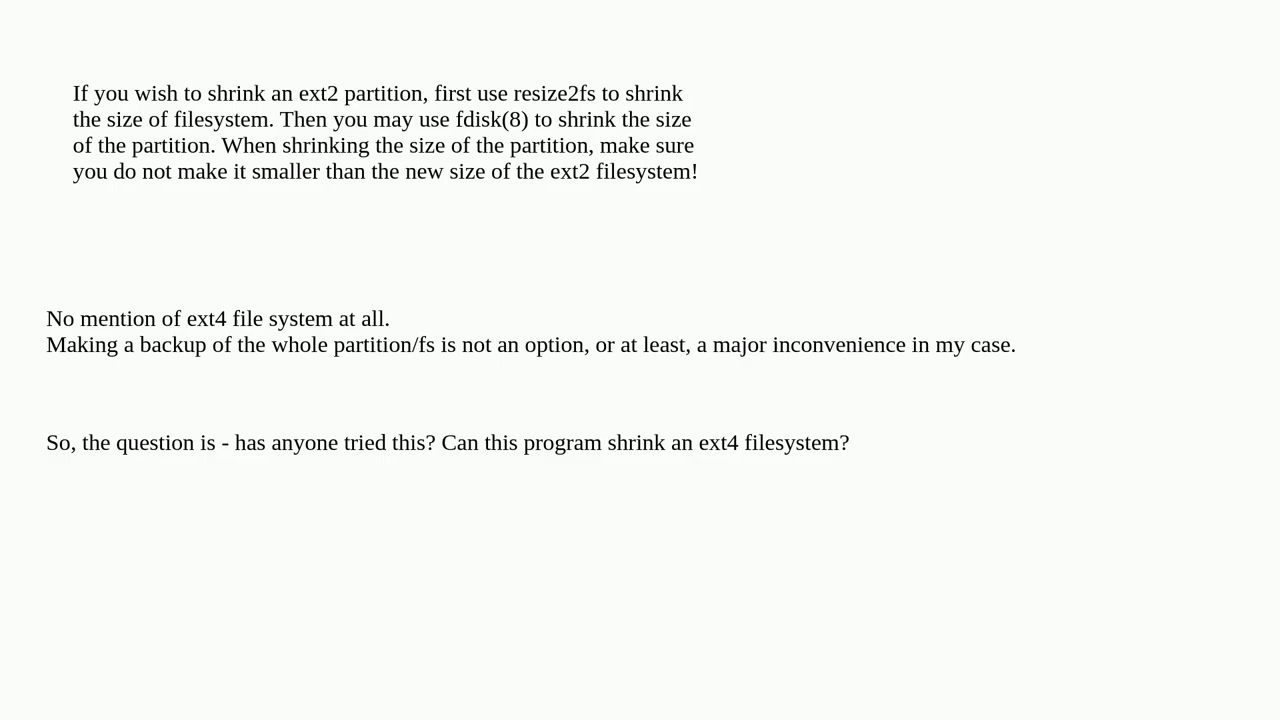 If you wish to shrink an ext2 partition, first use resize2fs to shrink
the size of filesystem. Then you may use fdisk(8) to shrink the size
of the partition. When shrinking the size of the partition, make sure
you do not make it smaller than the new size of the ext2 filesystem!
No mention of ext4 file system at all.
Making a backup of the whole partition/fs is not an option, or at least, a major inconvenience in my case.
So, the question is - has anyone tried this? Can this program shrink an ext4 filesystem?